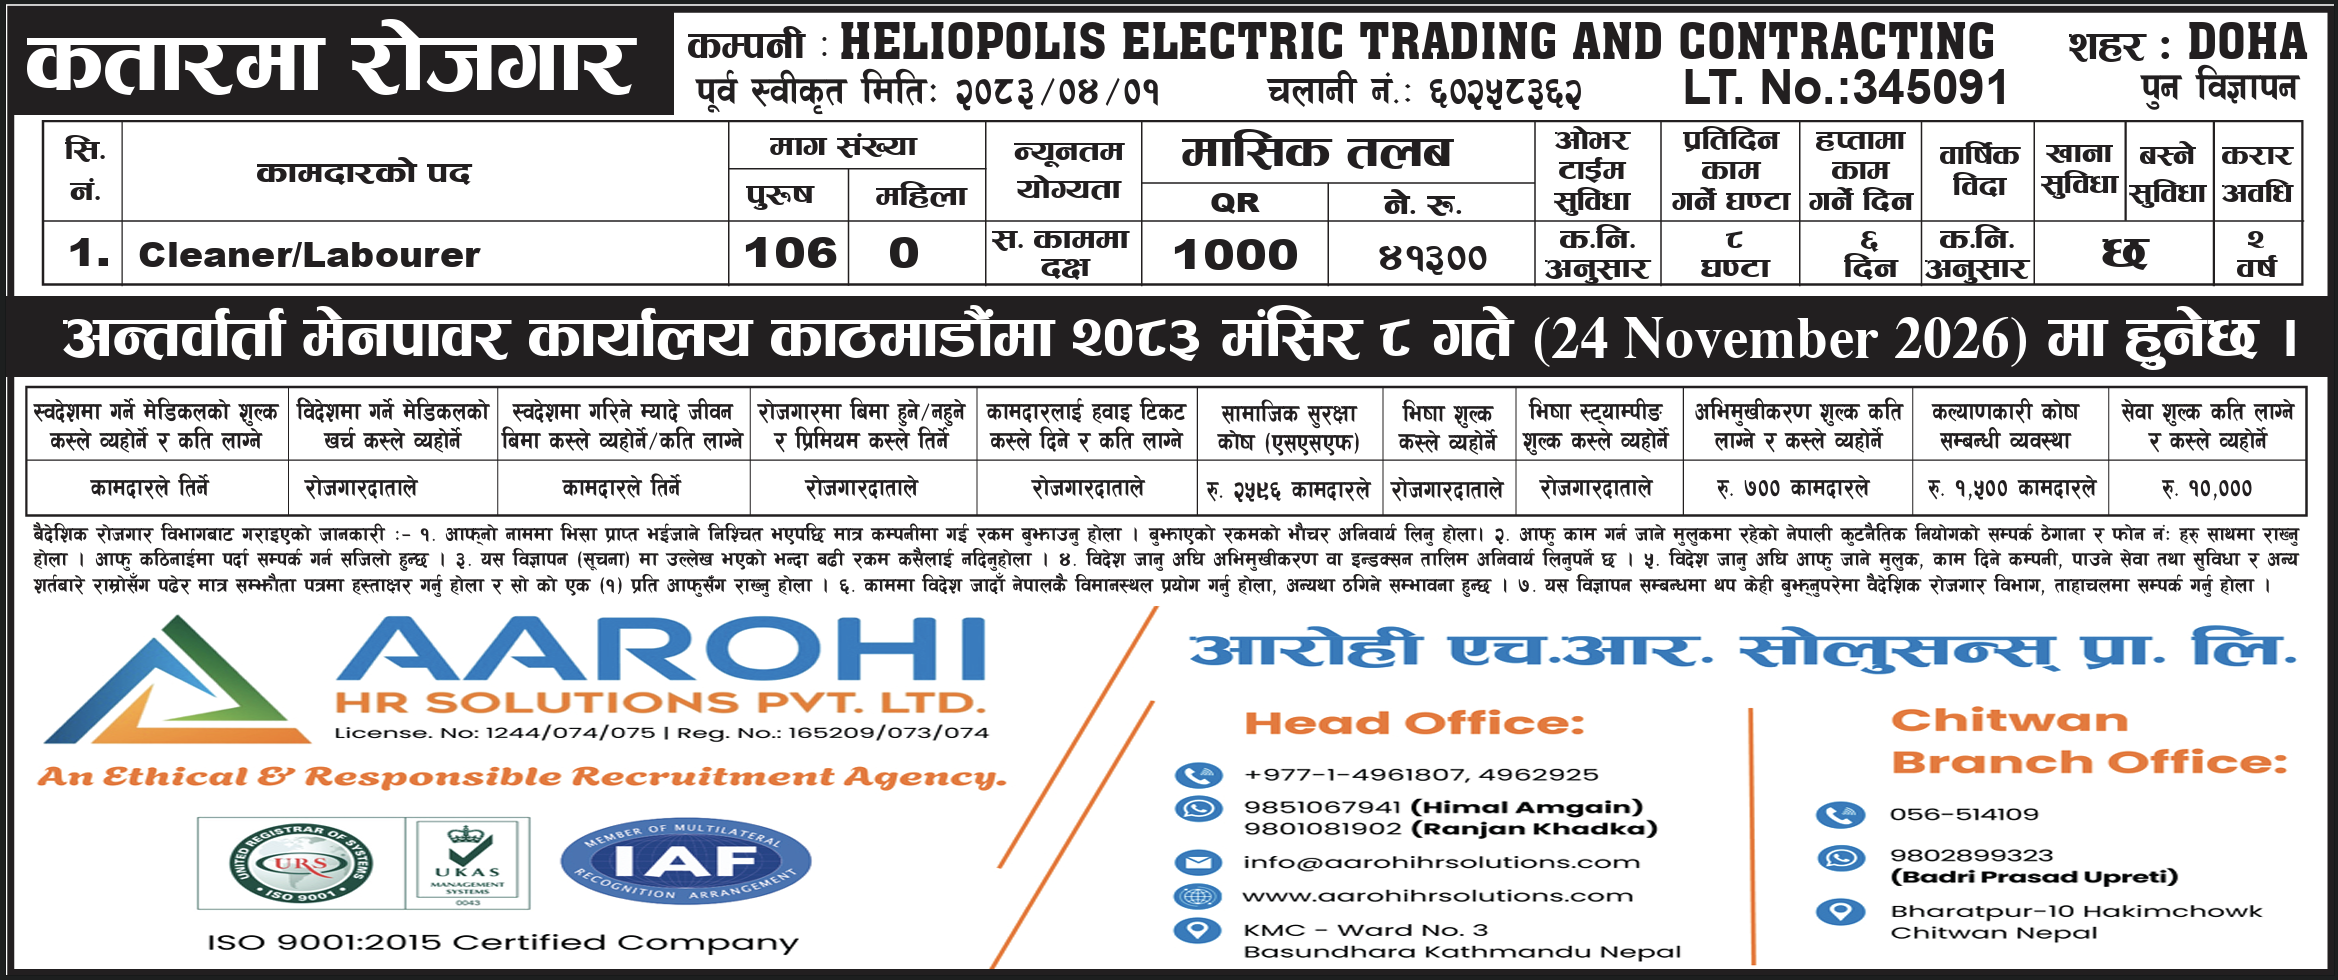 कतारमा रोजगार
कम्पनी : HELIOPOLIS ELECTRIC TRADING AND CONTRACTING शहर : DOHA
पूर्व स्वीकृत मितिः २०८३/०४/०१ चलानी नं.: ६०२५८३६२ LT. No.:345091 पुन विज्ञापन
सि. नं. कामदारको पद माग संख्या पुरूष महिला न्यूनतम योग्यता मासिक तलब QR ने. रू. ओभर टाईम सुविधा प्रतिदिन काम गर्ने घण्टा हप्तामा काम गर्ने दिन वार्षिक विदा खाना सुविधा बस्ने सुविधा करार अवधि
1. Cleaner/Labourer 106 0 स. काममा दक्ष 1000 ४१३०० क.नि. अनुसार ८ घण्टा ६ दिन क.नि. अनुसार छ २ वर्ष
अन्तर्वार्ता मेनपावर कार्यालय काठमाडौंमा २०८३ मंसिर ८ गते (24 November 2026) मा हुनेछ ।
स्वदेशमा गर्ने मेडिकलको शुल्क कस्ले व्यहोर्ने र कति लाग्ने विदेशमा गर्ने मेडिकलको खर्च कस्ले व्यहोर्ने स्वदेशमा गरिने म्यादे जीवन बिमा कस्ले व्यहोर्ने/कति लाग्ने रोजगारमा बिमा हुने/नहुने र प्रिमियम कस्ले तिर्ने कामदारलाई हवाइ टिकट कस्ले दिने र कति लाग्ने सामाजिक सुरक्षा कोष (एसएसएफ) भिषा शुल्क कस्ले व्यहोर्ने भिषा स्ट्याम्पीङ शुल्क कस्ले व्यहोर्ने अभिमुखीकरण शुल्क कति लाग्ने र कस्ले व्यहोर्ने कल्याणकारी कोष सम्बन्धी व्यवस्था सेवा शुल्क कति लाग्ने र कस्ले व्यहोर्ने
कामदारले तिर्ने रोजगारदाताले कामदारले तिर्ने रोजगारदाताले रोजगारदाताले रु. २५९६ कामदारले रोजगारदाताले रोजगारदाताले रु. ७०० कामदारले रु. १,५०० कामदारले रु. १०,०००
बैदेशिक रोजगार विभागबाट गराइएको जानकारी :- १. आफ्नो नाममा भिसा प्राप्त भईजाने निश्चित भएपछि मात्र कम्पनीमा गई रकम बुझाउनु होला । बुझाएको रकमको भौचर अनिवार्य लिनु होला। २. आफु काम गर्न जाने मुलुकमा रहेको नेपाली कुटनैतिक नियोगको सम्पर्क ठेगाना र फोन नं: हरु साथमा राख्नु
होला । आफु कठिनाईमा पर्दा सम्पर्क गर्न सजिलो हुन्छ । ३. यस विज्ञापन (सूचना) मा उल्लेख भएको भन्दा बढी रकम कसैलाई नदिनुहोला । ४. विदेश जानु अघि अभिमुखीकरण वा इन्डक्सन तालिम अनिवार्य लिनुपर्ने छ । ५. विदेश जानु अघि आफु जाने मुलुक, काम दिने कम्पनी, पाउने सेवा तथा सुविधा र अन्य
शर्तबारे राम्रोसँग पढेर मात्र सम्झौता पत्रमा हस्ताक्षर गर्नु होला र सो को एक (१) प्रति आफुसँग राख्नु होला । ६. काममा विदेश जादाँ नेपालकै विमानस्थल प्रयोग गर्नु होला, अन्यथा ठगिने सम्भावना हुन्छ । ७. यस विज्ञापन सम्बन्धमा थप केही बुझ्नुपरेमा वैदेशिक रोजगार विभाग, ताहाचलमा सम्पर्क गर्नु होला ।
AAROHI
HR SOLUTIONS PVT. LTD.
License. No: 1244/074/075 | Reg. No.: 165209/073/074
An Ethical & Responsible Recruitment Agency.
UNITED REGISTRAR OF SYSTEMS
URS
ISO 9001
UKAS
MANAGEMENT
SYSTEMS
0043
MEMBER OF MULTILATERAL
IAF
RECOGNITION ARRANGEMENT
ISO 9001:2015 Certified Company
आरोही एच.आर. सोलुसन्स् प्रा. लि.
Head Office:
+977-1-4961807, 4962925
9851067941 (Himal Amgain)
9801081902 (Ranjan Khadka)
info@aarohihrsolutions.com
www.aarohihrsolutions.com
KMC - Ward No. 3
Basundhara Kathmandu Nepal
Chitwan
Branch Office:
056-514109
9802899323
(Badri Prasad Upreti)
Bharatpur-10 Hakimchowk
Chitwan Nepal